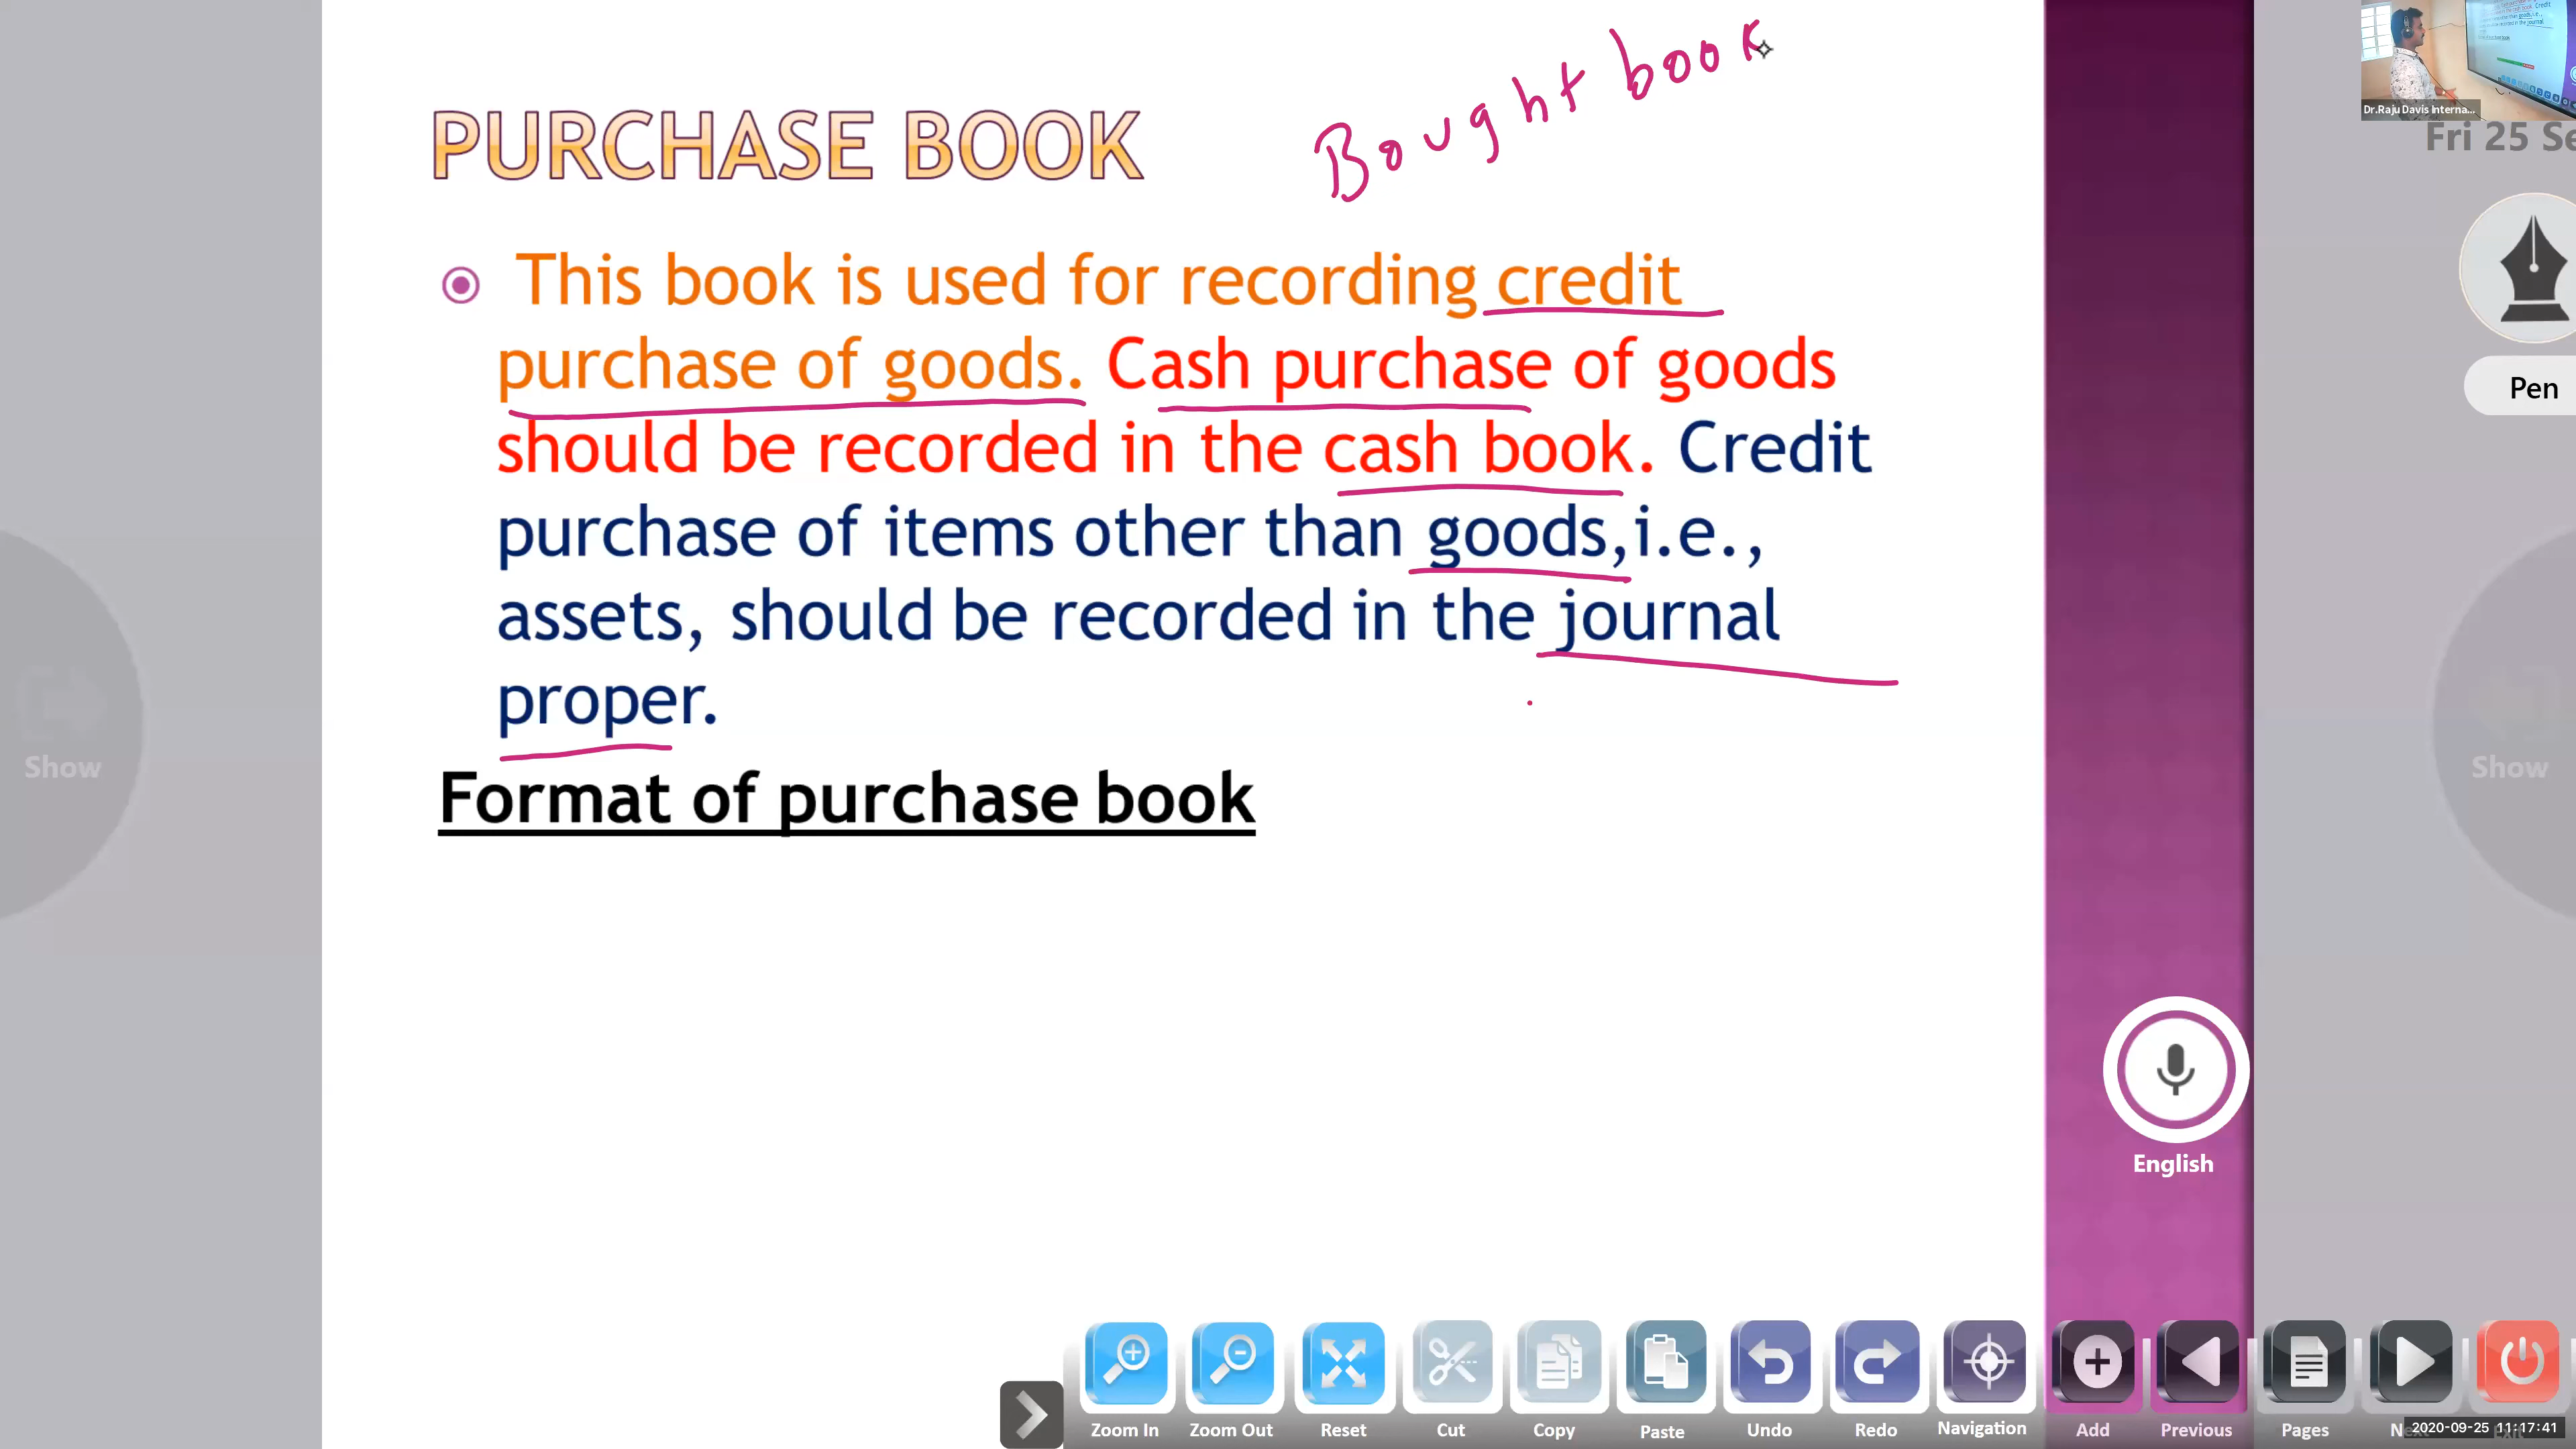 Bought book
PURCHASE BOOK
This book is used for recording credit
purchase of goods. Cash purchase of goods
should be recorded in the cash book. Credit
purchase of items other than goods,i.e.,
assets, should be recorded in the journal
proper.
Format of purchase book
Dr.Raju Davis Interna...
Fri 25 Se
Pen
Show
Show
English
Zoom In Zoom Out Reset Cut Copy Paste Undo Redo Navigation Add Previous Pages
2020-09-25 11:17:41